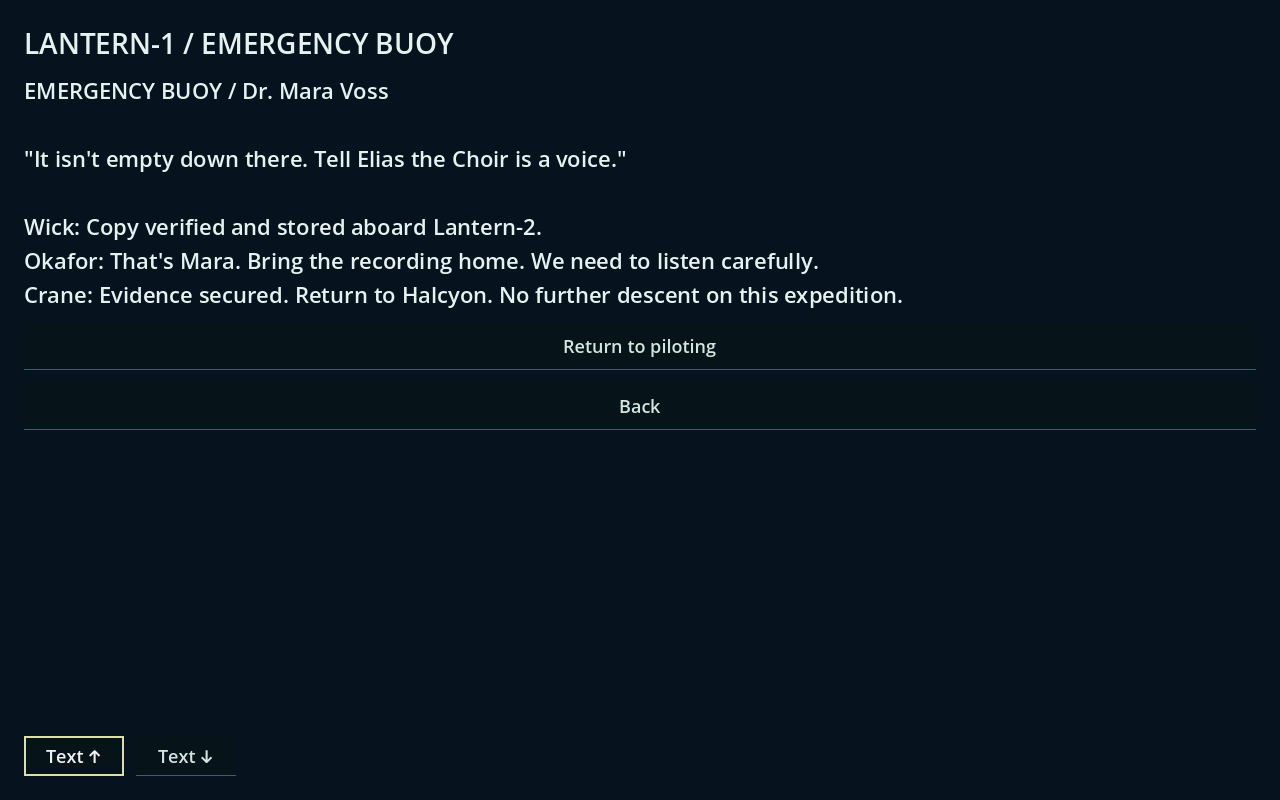 LANTERN-1 / EMERGENCY BUOY
EMERGENCY BUOY / Dr. Mara Voss
"It isn't empty down there. Tell Elias the Choir is a voice."
Wick: Copy verified and stored aboard Lantern-2.
Okafor: That's Mara. Bring the recording home. We need to listen carefully.
Crane: Evidence secured. Return to Halcyon. No further descent on this expedition.
Return to piloting
Back
Text ↑
Text ↓